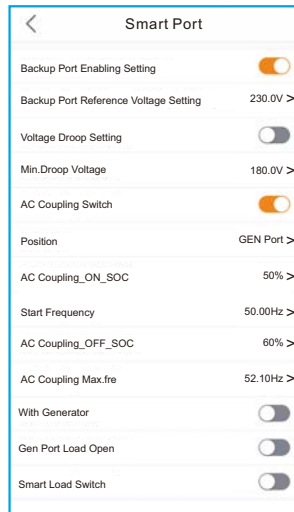 Smart Port
Backup Port Enabling Setting
Backup Port Reference Voltage Setting 230.0V >
Voltage Droop Setting
Min.Droop Voltage 180.0V >
AC Coupling Switch
Position GEN Port >
AC Coupling_ON_SOC 50% >
Start Frequency 50.00Hz >
AC Coupling_OFF_SOC 60% >
AC Coupling Max.fre 52.10Hz >
With Generator
Gen Port Load Open
Smart Load Switch